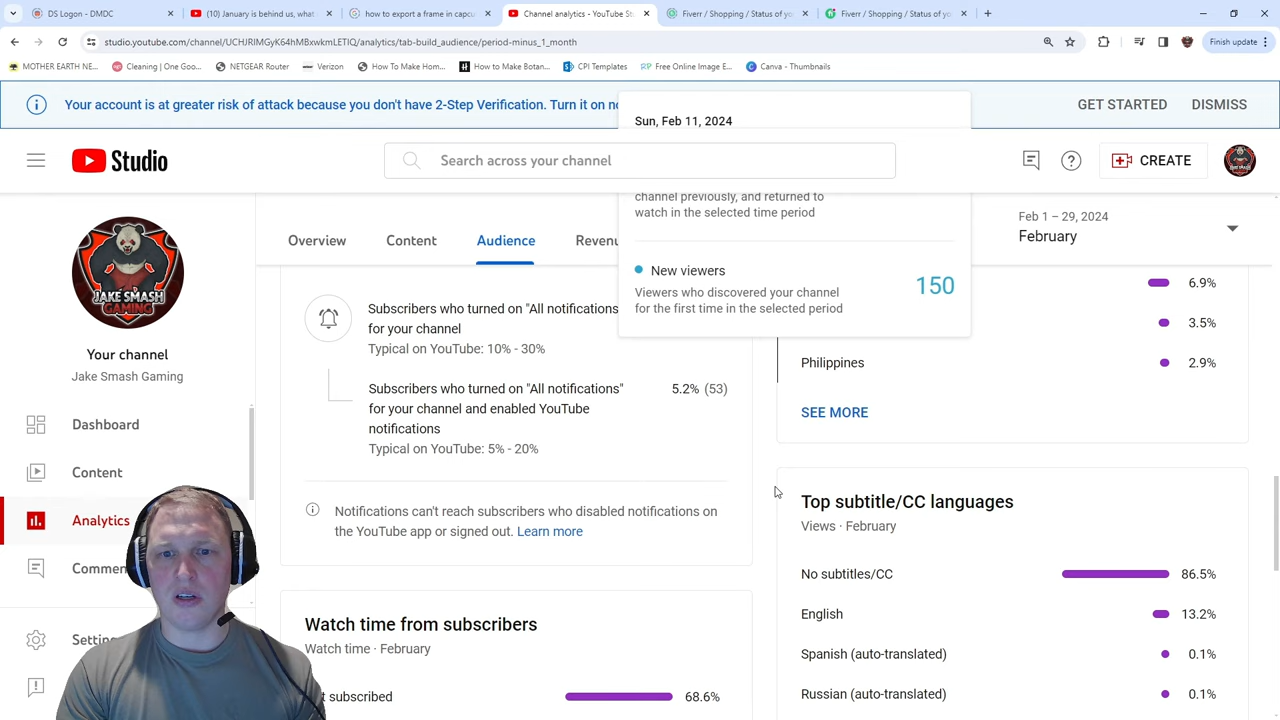 DS Logon - DMDC
(10) January is behind us, what
how to export a frame in capcu
Channel analytics - YouTube St
Fiverr / Shopping / Status of yo
Fiverr / Shopping / Status of yo
studio.youtube.com/channel/UCHJRIMGyK64hMBxwkmLETIQ/analytics/tab-build_audience/period-minus_1_month
Finish update
MOTHER EARTH NE...
Cleaning | One Goo...
NETGEAR Router
Verizon
How To Make Hom...
How to Make Botan...
CPI Templates
Free Online Image E...
Canva - Thumbnails
Your account is at greater risk of attack because you don't have 2-Step Verification. Turn it on no
GET STARTED
DISMISS
Sun, Feb 11, 2024
Studio
Search across your channel
CREATE
channel previously, and returned to
watch in the selected time period
New viewers
150
Viewers who discovered your channel
for the first time in the selected period
Overview
Content
Audience
Revenu
Feb 1 – 29, 2024
February
JAKE SMASH
GAMING
Your channel
Jake Smash Gaming
Dashboard
Content
Analytics
Commen
Settin
Subscribers who turned on "All notifications
for your channel
Typical on YouTube: 10% - 30%
Subscribers who turned on "All notifications"
for your channel and enabled YouTube
notifications
5.2% (53)
Typical on YouTube: 5% - 20%
Notifications can't reach subscribers who disabled notifications on
the YouTube app or signed out. Learn more
Watch time from subscribers
Watch time · February
t subscribed
68.6%
6.9%
3.5%
Philippines
2.9%
SEE MORE
Top subtitle/CC languages
Views · February
No subtitles/CC
86.5%
English
13.2%
Spanish (auto-translated)
0.1%
Russian (auto-translated)
0.1%